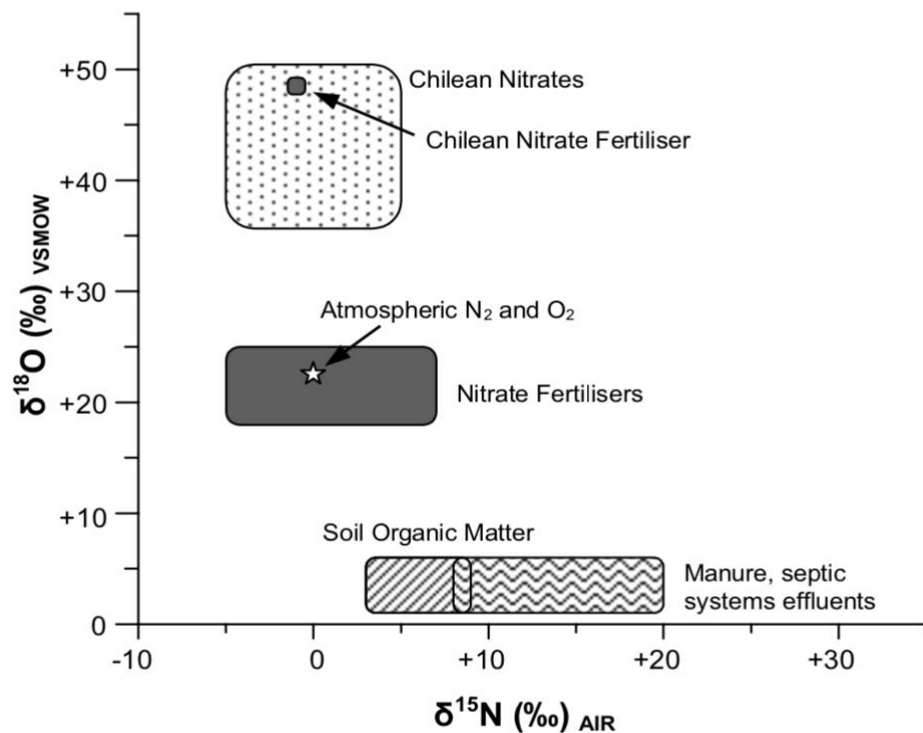 +50
+40
+30
+20
+10
0
δ¹⁸O (‰) VSMOW
Chilean Nitrates
Chilean Nitrate Fertiliser
Atmospheric N₂ and O₂
Nitrate Fertilisers
Soil Organic Matter
Manure, septic
systems effluents
-10
0
+10
+20
+30
δ¹⁵N (‰) AIR